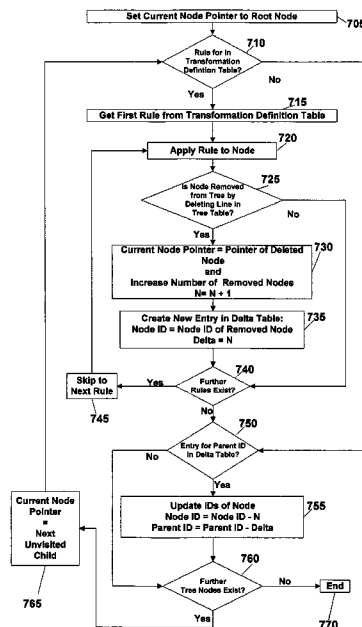 Set Current Node Pointer to Root Node
705
710
Rule for in
Transformation
Defintion
Table?
No
Yes
715
Get First Rule from Transformation Definition Table
720
Apply Rule to Node
725
Is Node Removed
from Tree by
Deleting Line in
Tree Table?
No
Yes
Current Node Pointer = Pointer of Deleted
Node
and
Increase Number of Removed Nodes
N= N + 1
730
Create New Entry in Delta Table:
Node ID = Node ID of Removed Node
Delta = N
735
740
Skip to
Next Rule
Yes
Further
Rules Exist?
745
No
750
Entry for Parent ID
in Delta Table?
No
Yes
Current Node
Pointer
=
Next
Unvisited
Child
765
Update IDs of Node
Node ID = Node ID - N
Parent ID = Parent ID - Delta
755
760
Further
Tree Nodes Exist?
No
End
770
Yes